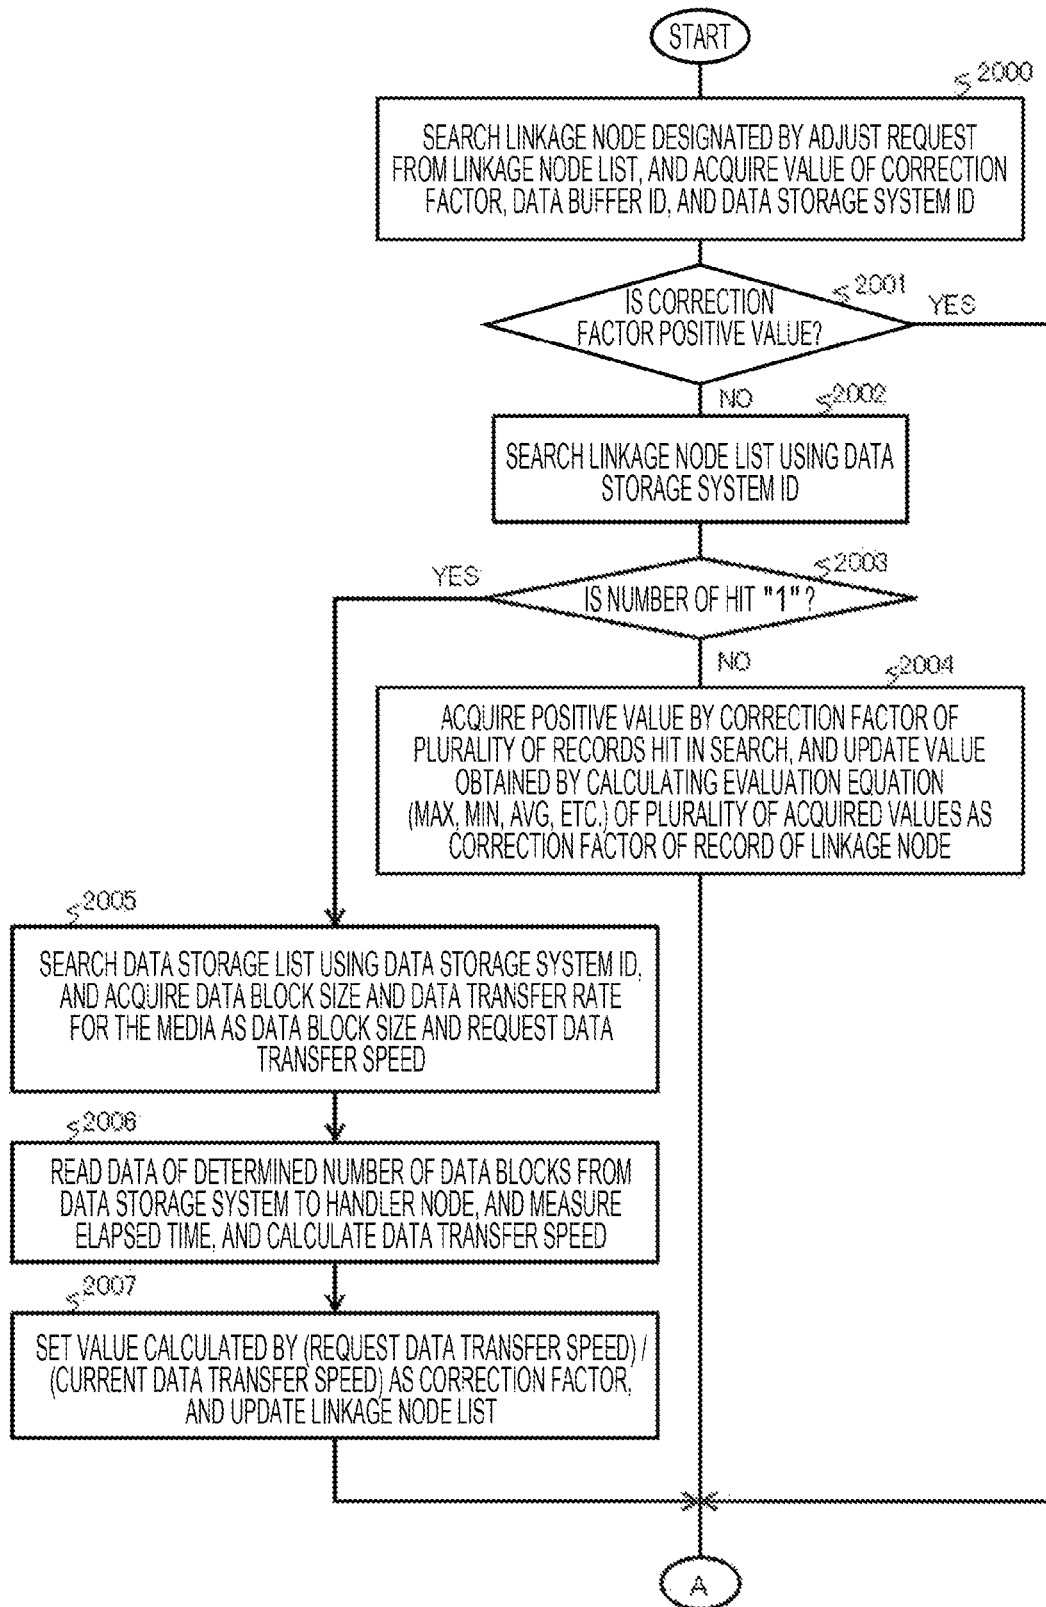 START
2000
SEARCH LINKAGE NODE DESIGNATED BY ADJUST REQUEST
FROM LINKAGE NODE LIST, AND ACQUIRE VALUE OF CORRECTION
FACTOR, DATA BUFFER ID, AND DATA STORAGE SYSTEM ID
2001
IS CORRECTION
FACTOR POSITIVE VALUE?
YES
NO
2002
SEARCH LINKAGE NODE LIST USING DATA
STORAGE SYSTEM ID
2003
YES
IS NUMBER OF HIT "1"?
NO
2004
ACQUIRE POSITIVE VALUE BY CORRECTION FACTOR OF
PLURALITY OF RECORDS HIT IN SEARCH, AND UPDATE VALUE
OBTAINED BY CALCULATING EVALUATION EQUATION
(MAX, MIN, AVG, ETC.) OF PLURALITY OF ACQUIRED VALUES AS
CORRECTION FACTOR OF RECORD OF LINKAGE NODE
2005
SEARCH DATA STORAGE LIST USING DATA STORAGE SYSTEM ID,
AND ACQUIRE DATA BLOCK SIZE AND DATA TRANSFER RATE
FOR THE MEDIA AS DATA BLOCK SIZE AND REQUEST DATA
TRANSFER SPEED
2006
READ DATA OF DETERMINED NUMBER OF DATA BLOCKS FROM
DATA STORAGE SYSTEM TO HANDLER NODE, AND MEASURE
ELAPSED TIME, AND CALCULATE DATA TRANSFER SPEED
2007
SET VALUE CALCULATED BY (REQUEST DATA TRANSFER SPEED) /
(CURRENT DATA TRANSFER SPEED) AS CORRECTION FACTOR,
AND UPDATE LINKAGE NODE LIST
A